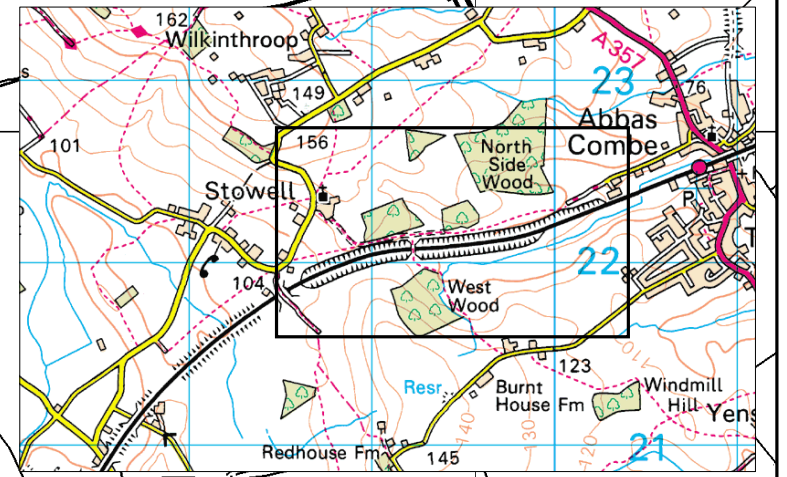 162
Wilkinthroop
A 357
s
23
149
76
Abbas
Combe
101
156
North
Side
Wood
Stowell
P
22
104
West
Wood
110
123
Resr
Burnt
House Fm
Windmill
Hill
Yens
140
130
120
21
Redhouse Fm
145